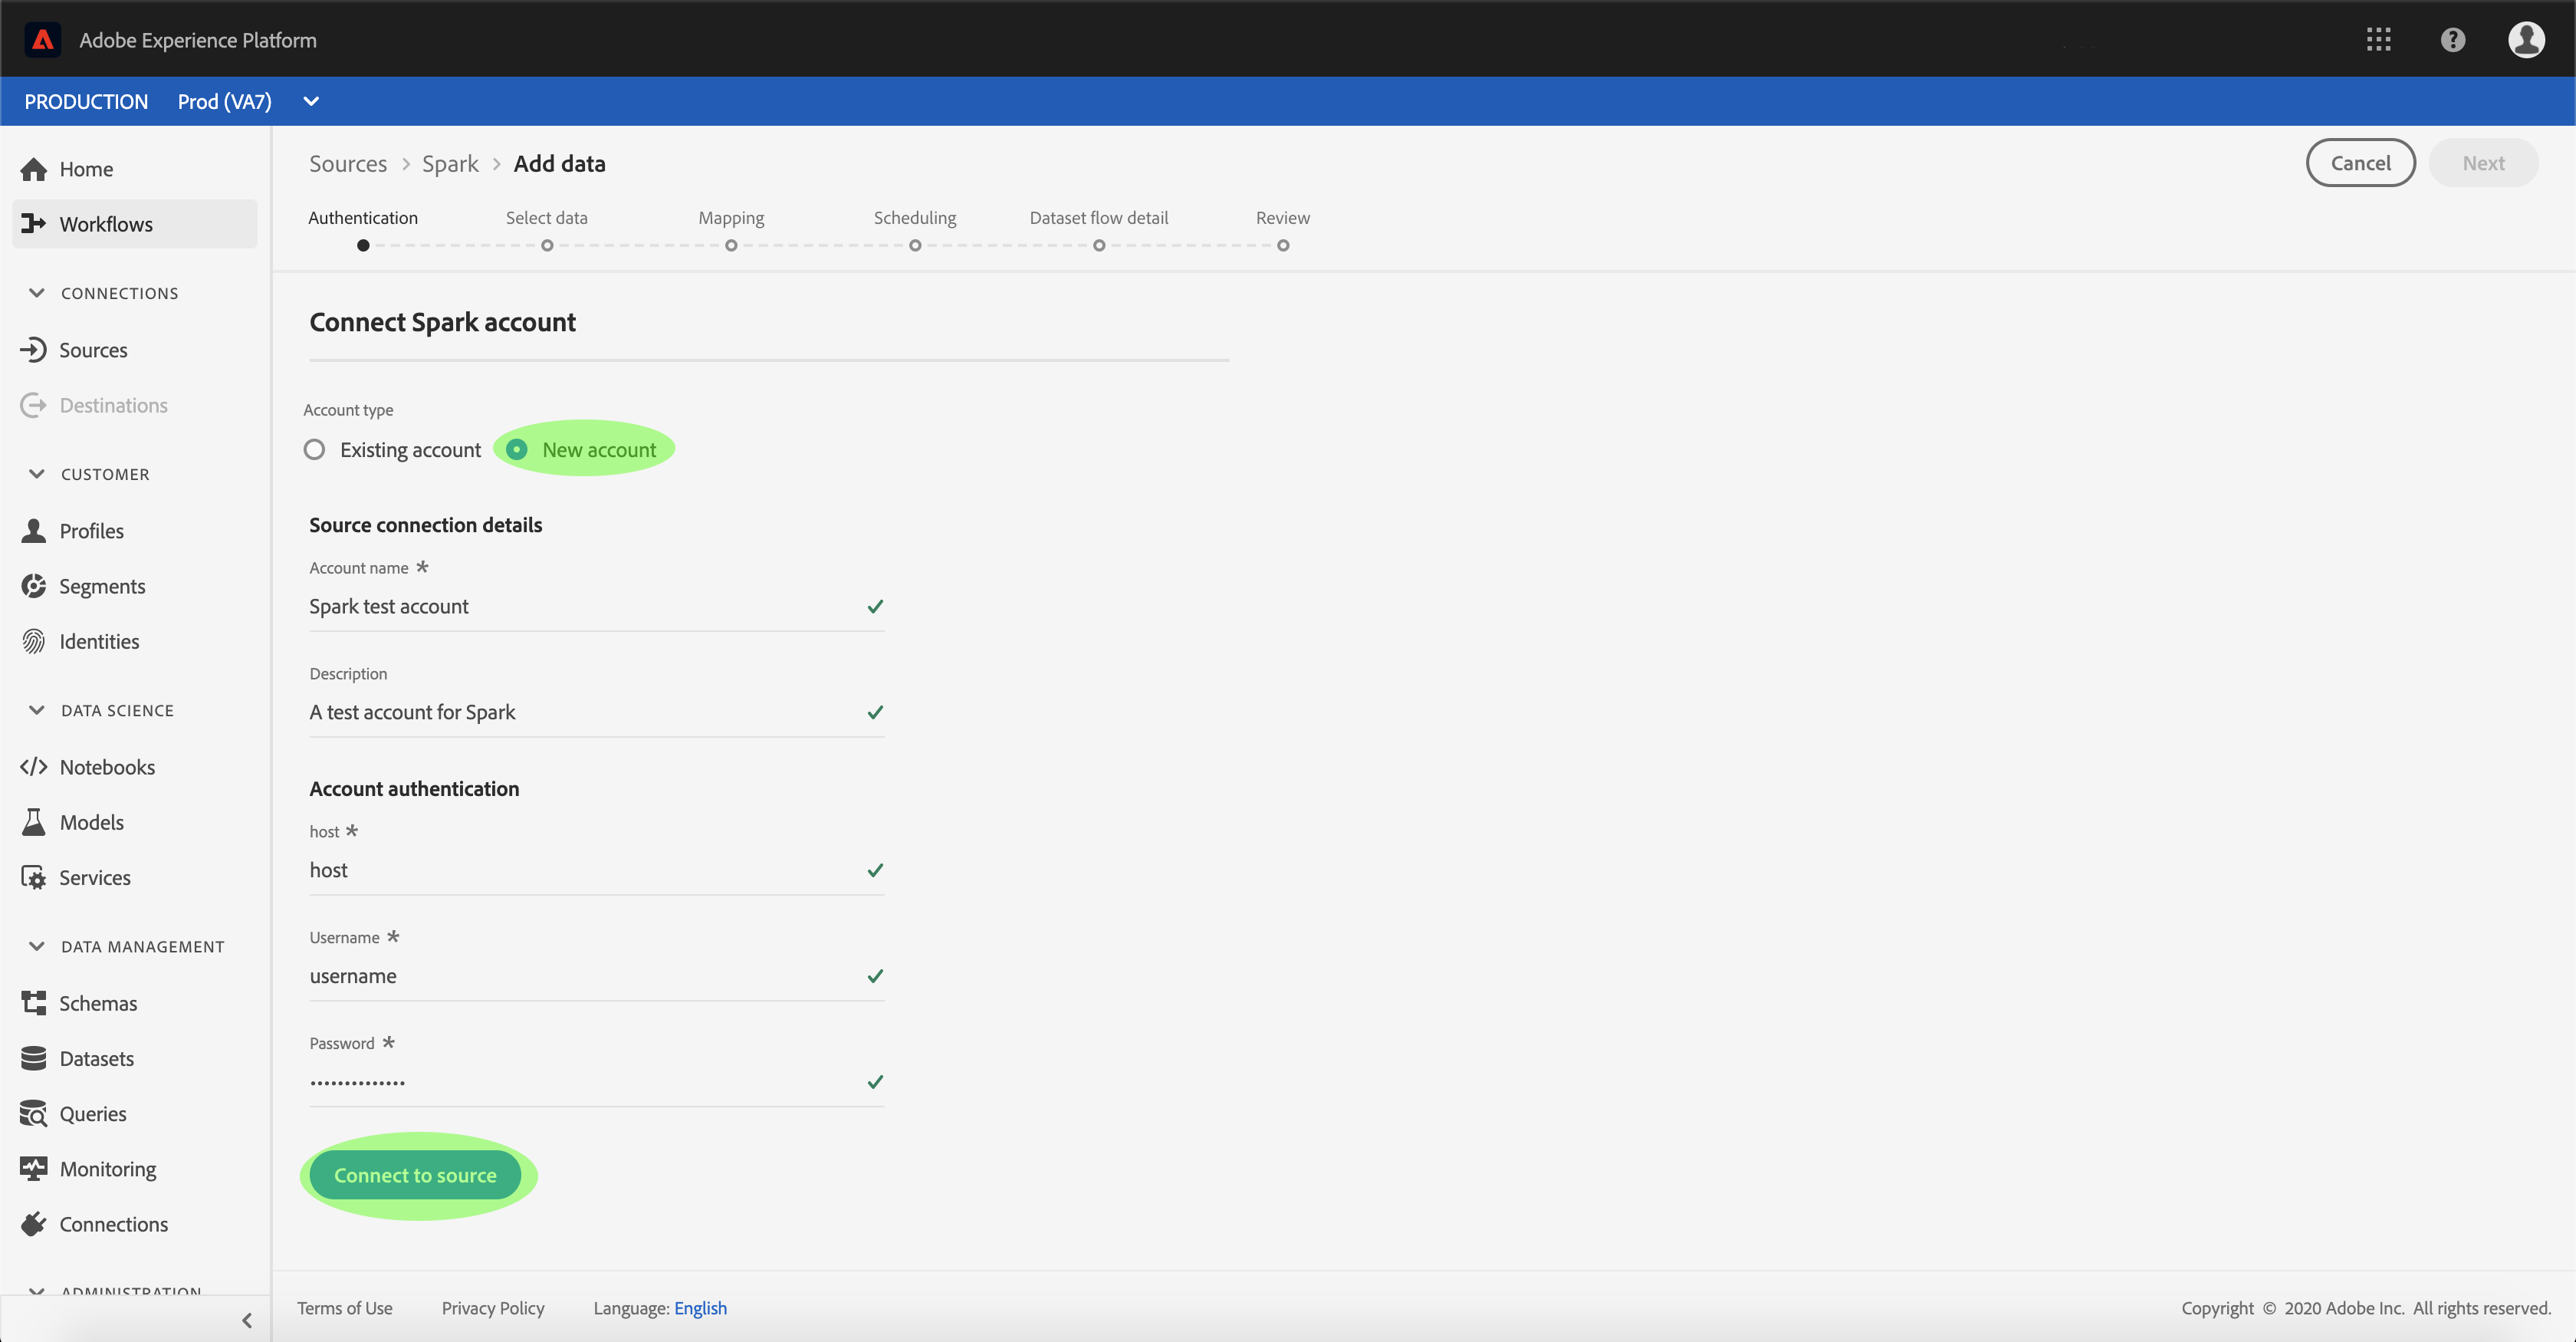 Adobe Experience Platform
PRODUCTION Prod (VA7)
Home
Workflows
CONNECTIONS
Sources
Destinations
CUSTOMER
Profiles
Segments
Identities
DATA SCIENCE
Notebooks
Models
Services
DATA MANAGEMENT
Schemas
Datasets
Queries
Monitoring
Connections
ADMINISTRATION
Sources > Spark > Add data
Cancel Next
Authentication Select data Mapping Scheduling Dataset flow detail Review
Connect Spark account
Account type
Existing account New account
Source connection details
Account name *
Spark test account
Description
A test account for Spark
Account authentication
host *
host
Username *
username
Password *
••••••••••••••
Connect to source
Terms of Use Privacy Policy Language: English Copyright © 2020 Adobe Inc. All rights reserved.